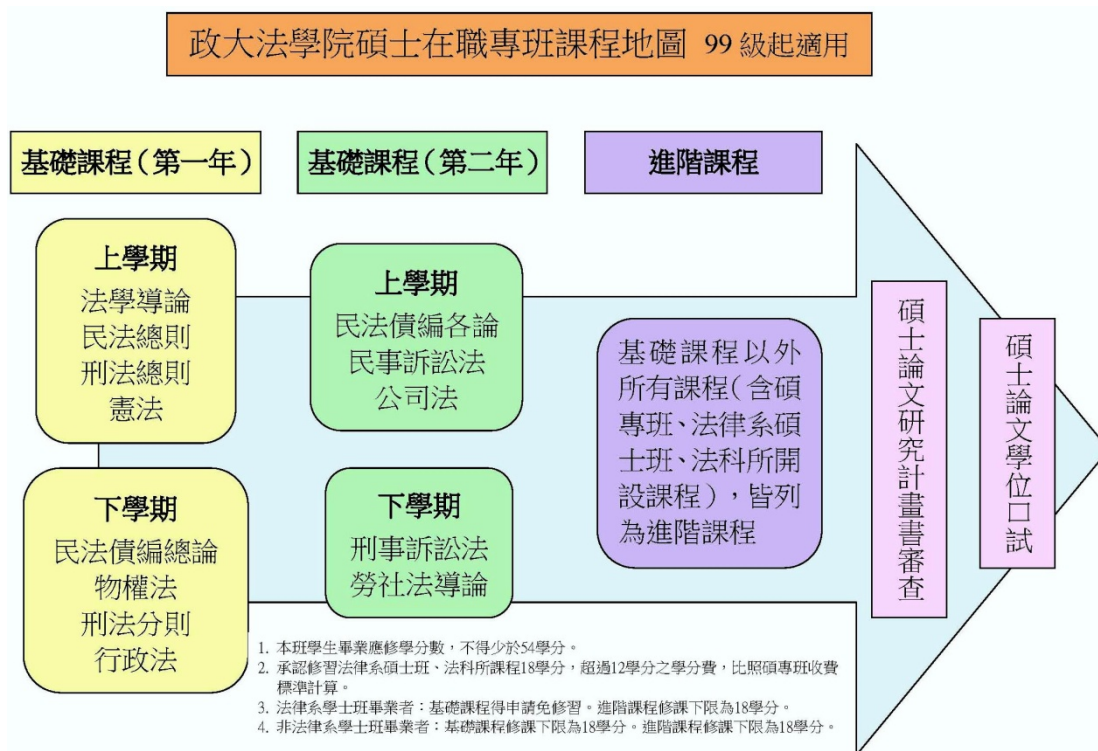 政大法學院碩士在職專班課程地圖 99級起適用
基礎課程(第一年)
上學期
法學導論
民法總則
刑法總則
憲法
下學期
民法債編總論
物權法
刑法分則
行政法
基礎課程(第二年)
上學期
民法債編各論
民事訴訟法
公司法
下學期
刑事訴訟法
勞社法導論
進階課程
基礎課程以外
所有課程(含碩
專班、法律系碩
士班、法科所開
設課程),皆列
為進階課程
碩士論文研究計畫書審查
碩士論文學位口試
1. 本班學生畢業應修學分數,不得少於54學分。
2. 承認修習法律系碩士班、法科所課程18學分,超過12學分之學分費,比照碩專班收費
標準計算。
3. 法律系學士班畢業者:基礎課程得申請免修習。進階課程修課下限為18學分。
4. 非法律系學士班畢業者:基礎課程修課下限為18學分。進階課程修課下限為18學分。